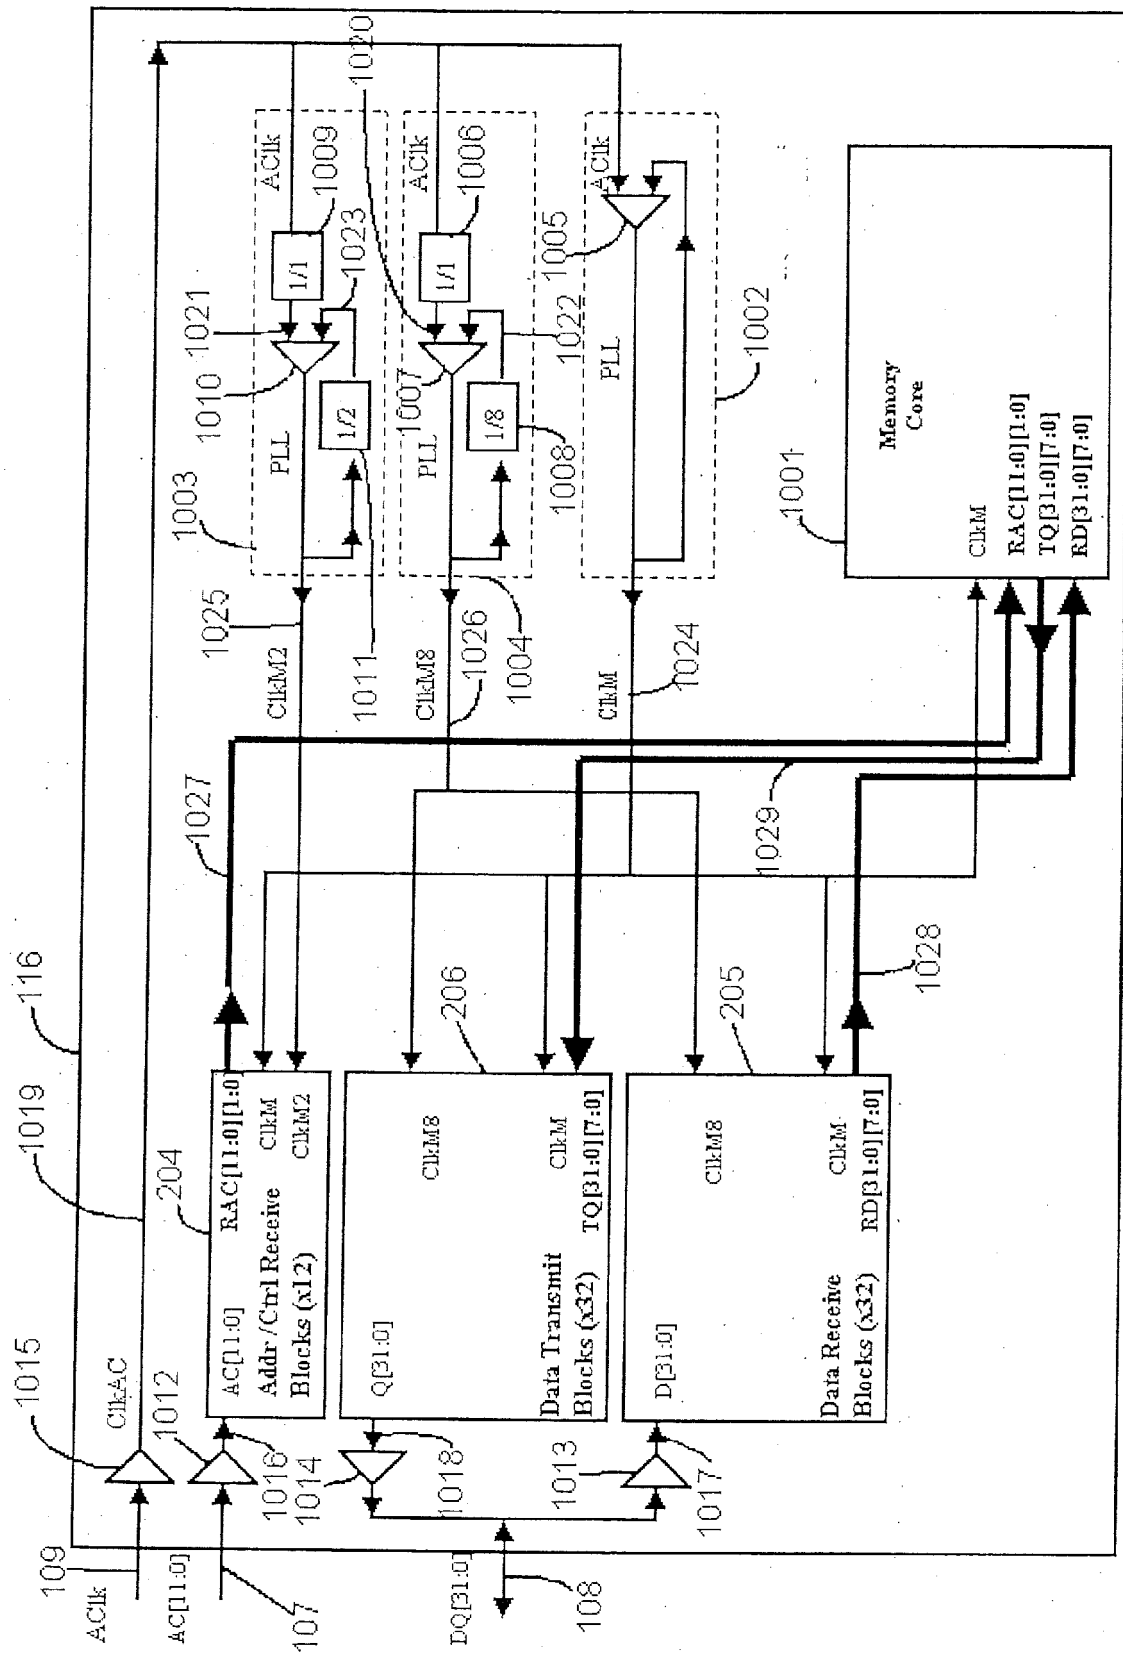 116
1019
109
AClk
1015
ClkAC
107
AC[11:0]
1012
1016
204
AC[11:0]
RAC[11:0][1:0]
Addr/Ctrl Receive
Blocks (x12)
ClkM
ClkM2
1027
1025
ClkM2
1003
PLL
1010
1021
1/1
1009
AClk
1023
1/2
1011
1014
1018
Q[31:0]
ClkM8
206
Data Transmit
Blocks (x32)
ClkM
TQ[31:0][7:0]
ClkM8
1026
1004
PLL
1007
1020
1/1
1006
AClk
1022
1/8
1008
DQ[31:0]
108
1013
1017
D[31:0]
ClkM8
205
Data Receive
Blocks (x32)
ClkM
RD[31:0][7:0]
1028
1029
ClkM
1024
PLL
1005
AClk
1002
1001
Memory
Core
ClkM
RAC[11:0][1:0]
TQ[31:0][7:0]
RD[31:0][7:0]